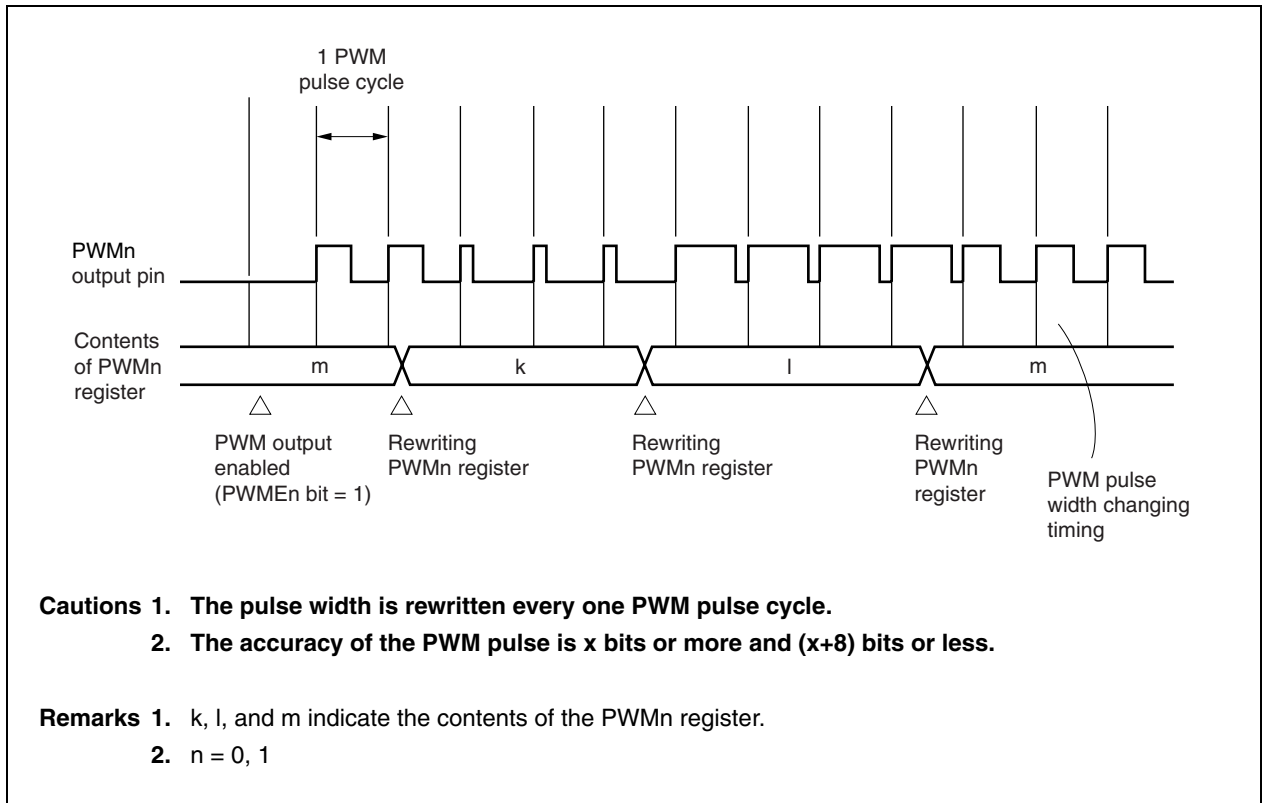 1 PWM
pulse cycle
PWMn
output pin
Contents
of PWMn
register
m
k
l
m
PWM output
enabled
(PWMEn bit = 1)
Rewriting
PWMn register
Rewriting
PWMn register
Rewriting
PWMn
register
PWM pulse
width changing
timing
Cautions 1. The pulse width is rewritten every one PWM pulse cycle.
2. The accuracy of the PWM pulse is x bits or more and (x+8) bits or less.
Remarks 1. k, l, and m indicate the contents of the PWMn register.
2. n = 0, 1